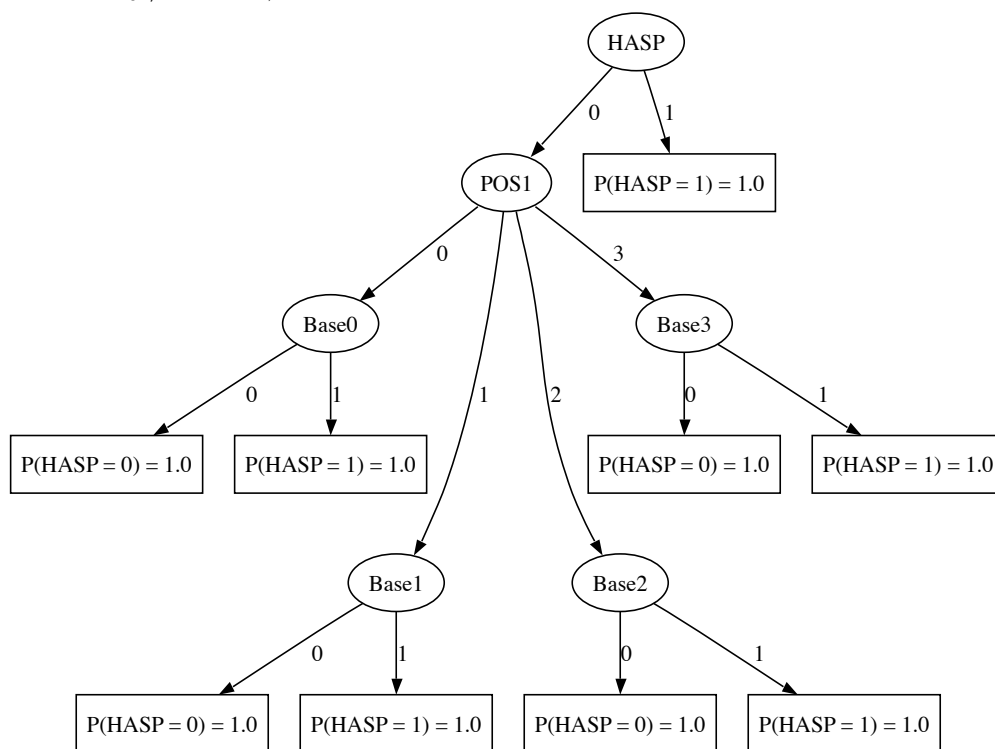 HASP
0
1
POS1
P(HASP = 1) = 1.0
0
3
Base0
Base3
0
1
1
2
0
1
P(HASP = 0) = 1.0
P(HASP = 1) = 1.0
P(HASP = 0) = 1.0
P(HASP = 1) = 1.0
Base1
Base2
0
1
0
1
P(HASP = 0) = 1.0
P(HASP = 1) = 1.0
P(HASP = 0) = 1.0
P(HASP = 1) = 1.0